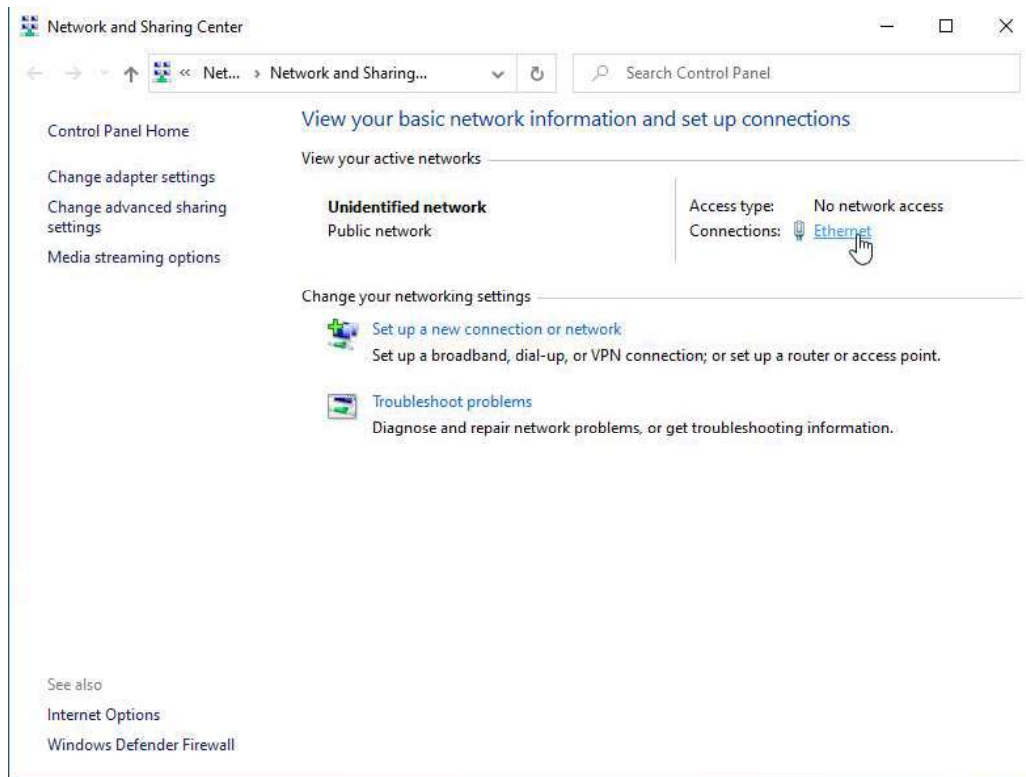 Network and Sharing Center
« Net... › Network and Sharing...
Search Control Panel
Control Panel Home
Change adapter settings
Change advanced sharing
settings
Media streaming options
View your basic network information and set up connections
View your active networks
Unidentified network
Public network
Access type: No network access
Connections: Ethernet
Change your networking settings
Set up a new connection or network
Set up a broadband, dial-up, or VPN connection; or set up a router or access point.
Troubleshoot problems
Diagnose and repair network problems, or get troubleshooting information.
See also
Internet Options
Windows Defender Firewall